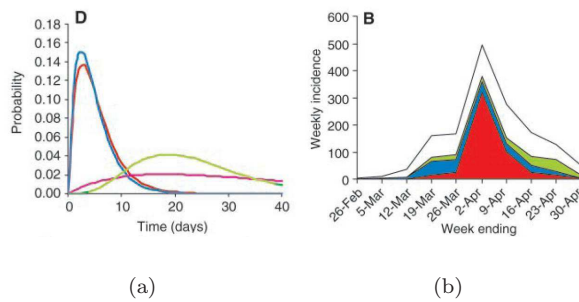 D
0.18
0.16
0.14
0.12
0.10
0.08
0.06
0.04
0.02
0.00
Probability
0 10 20 30 40
Time (days)
(a)
B
600
500
400
300
200
100
0
Weekly incidence
26-Feb
5-Mar
12-Mar
19-Mar
26-Mar
2-Apr
9-Apr
16-Apr
23-Apr
30-Apr
Week ending
(b)